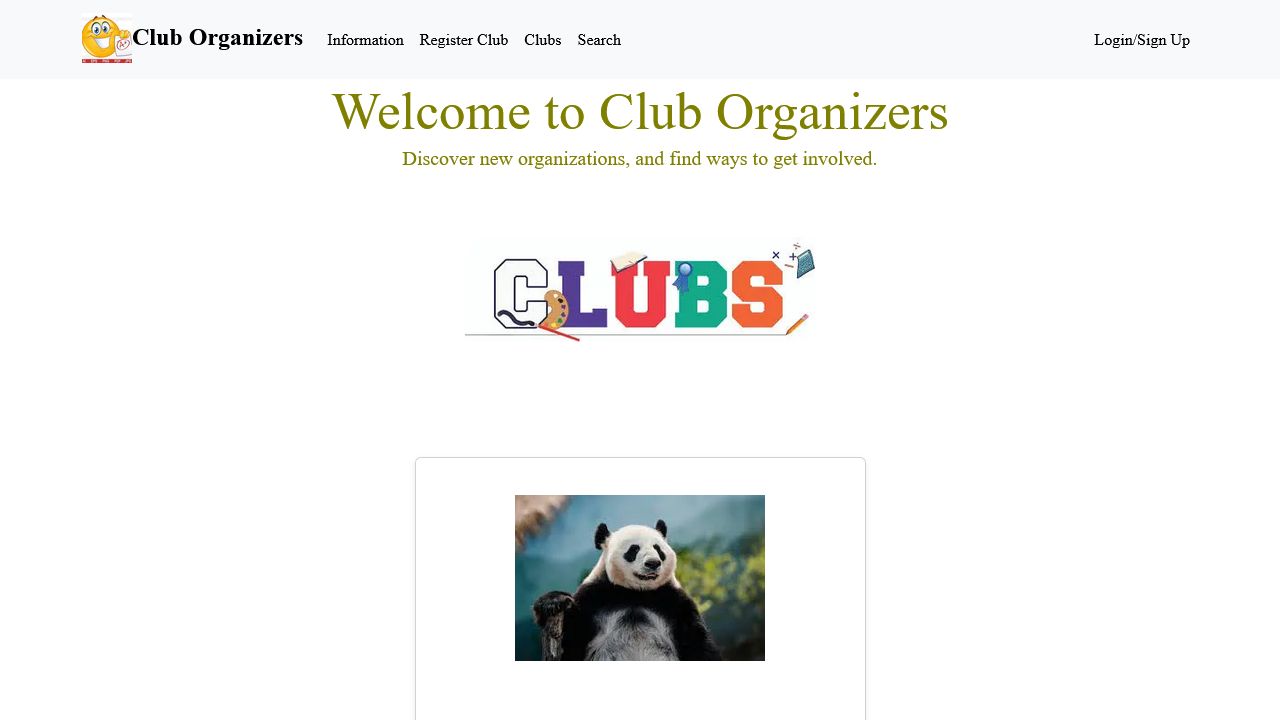 Club Organizers
Information
Register Club
Clubs
Search
Login/Sign Up
Welcome to Club Organizers
Discover new organizations, and find ways to get involved.
CLUBS